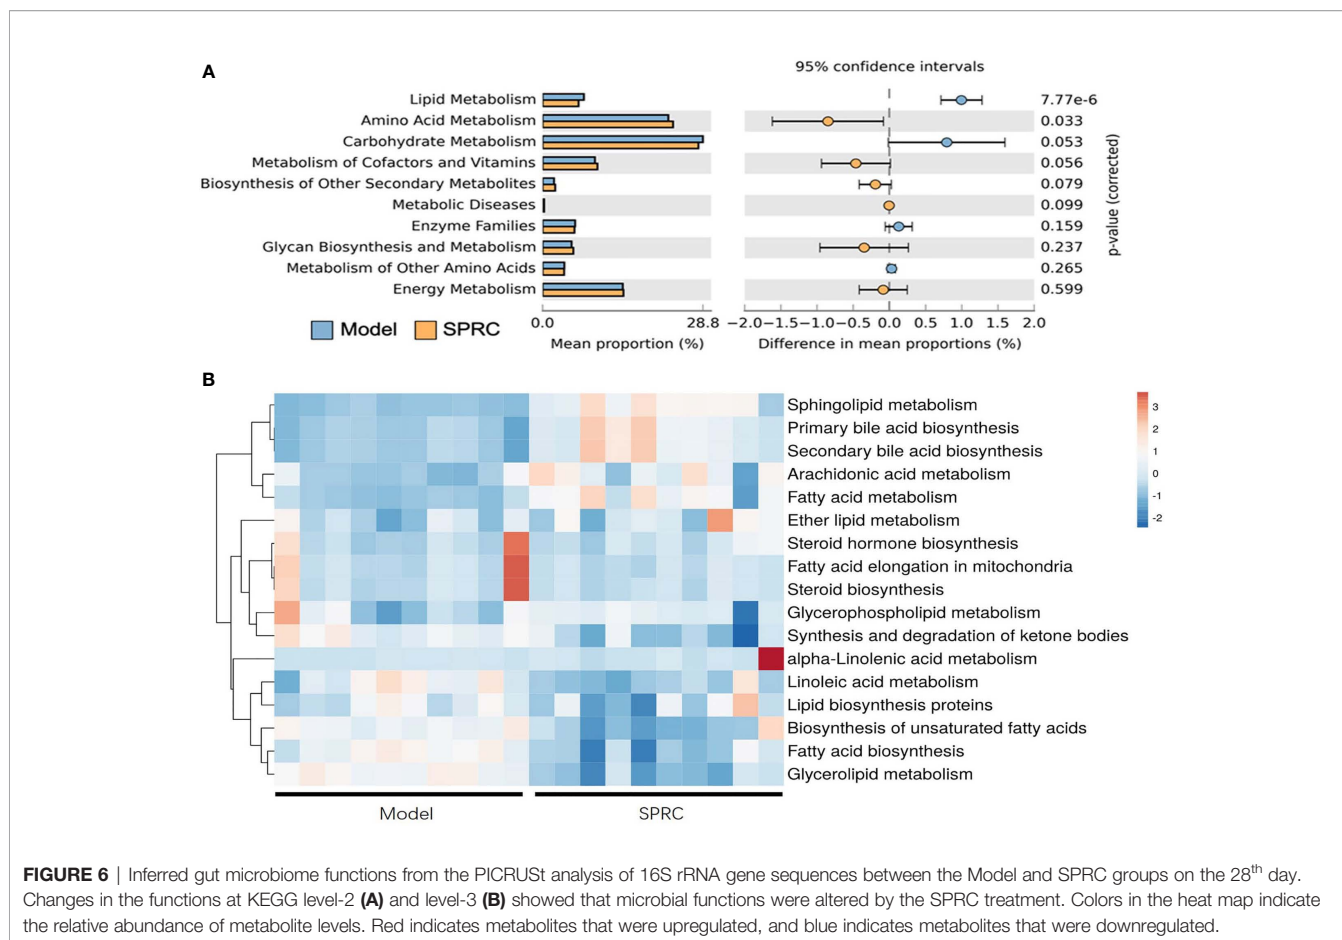 A
95% confidence intervals
Lipid Metabolism
7.77e-6
Amino Acid Metabolism
0.033
Carbohydrate Metabolism
0.053
Metabolism of Cofactors and Vitamins
0.056
Biosynthesis of Other Secondary Metabolites
0.079
Metabolic Diseases
0.099
Enzyme Families
0.159
Glycan Biosynthesis and Metabolism
0.237
Metabolism of Other Amino Acids
0.265
Energy Metabolism
0.599
p-value (corrected)
Model SPRC
0.0 28.8
Mean proportion (%)
−2.0 −1.5 −1.0 −0.5 0.0 0.5 1.0 1.5 2.0
Difference in mean proportions (%)
B
Sphingolipid metabolism
Primary bile acid biosynthesis
Secondary bile acid biosynthesis
Arachidonic acid metabolism
Fatty acid metabolism
Ether lipid metabolism
Steroid hormone biosynthesis
Fatty acid elongation in mitochondria
Steroid biosynthesis
Glycerophospholipid metabolism
Synthesis and degradation of ketone bodies
alpha-Linolenic acid metabolism
Linoleic acid metabolism
Lipid biosynthesis proteins
Biosynthesis of unsaturated fatty acids
Fatty acid biosynthesis
Glycerolipid metabolism
3
2
1
0
-1
-2
Model
SPRC
FIGURE 6 | Inferred gut microbiome functions from the PICRUSt analysis of 16S rRNA gene sequences between the Model and SPRC groups on the 28th day.
Changes in the functions at KEGG level-2 (A) and level-3 (B) showed that microbial functions were altered by the SPRC treatment. Colors in the heat map indicate
the relative abundance of metabolite levels. Red indicates metabolites that were upregulated, and blue indicates metabolites that were downregulated.